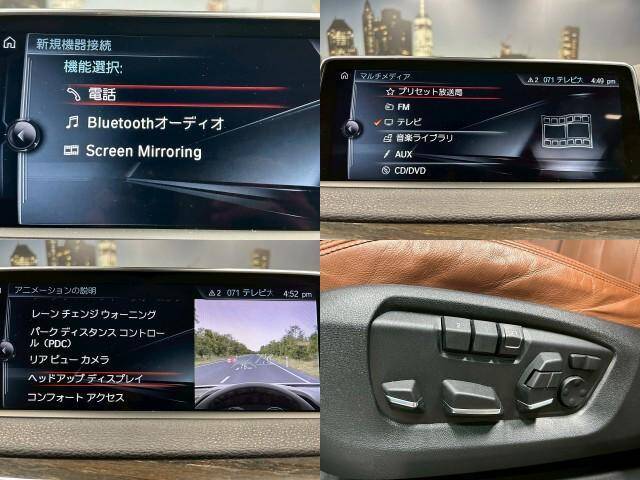 新規機器接続
機能選択:
電話
Bluetoothオーディオ
Screen Mirroring
マルチメディア
2 071 テレビ大 4:49 pm
プリセット放送局
FM
テレビ
音楽ライブラリ
AUX
CD/DVD
アニメーションの説明
2 071 テレビ大 4:52 pm
レーン チェンジ ウォーニング
パーク ディスタンス コントロー
ル (PDC)
リア ビュー カメラ
ヘッドアップ ディスプレイ
コンフォート アクセス
2